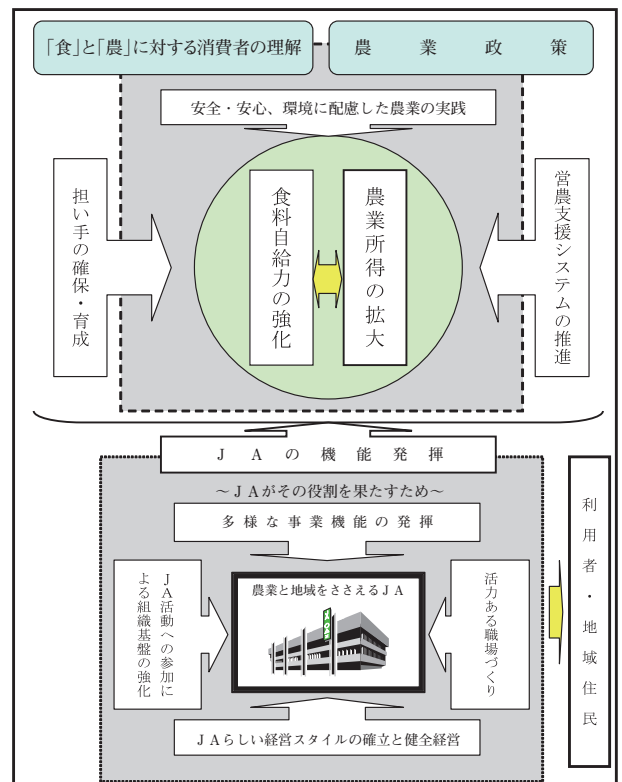 「食」と「農」に対する消費者の理解
農業政策
安全・安心、環境に配慮した農業の実践
担い手の確保・育成
食料自給力の強化
農業所得の拡大
営農支援システムの推進
JAの機能発揮
～JAがその役割を果たすため～
多様な事業機能の発揮
JA活動への参加に
よる組織基盤の強化
農業と地域をささえるJA
活力ある職場づくり
利用者・地域住民
JAらしい経営スタイルの確立と健全経営